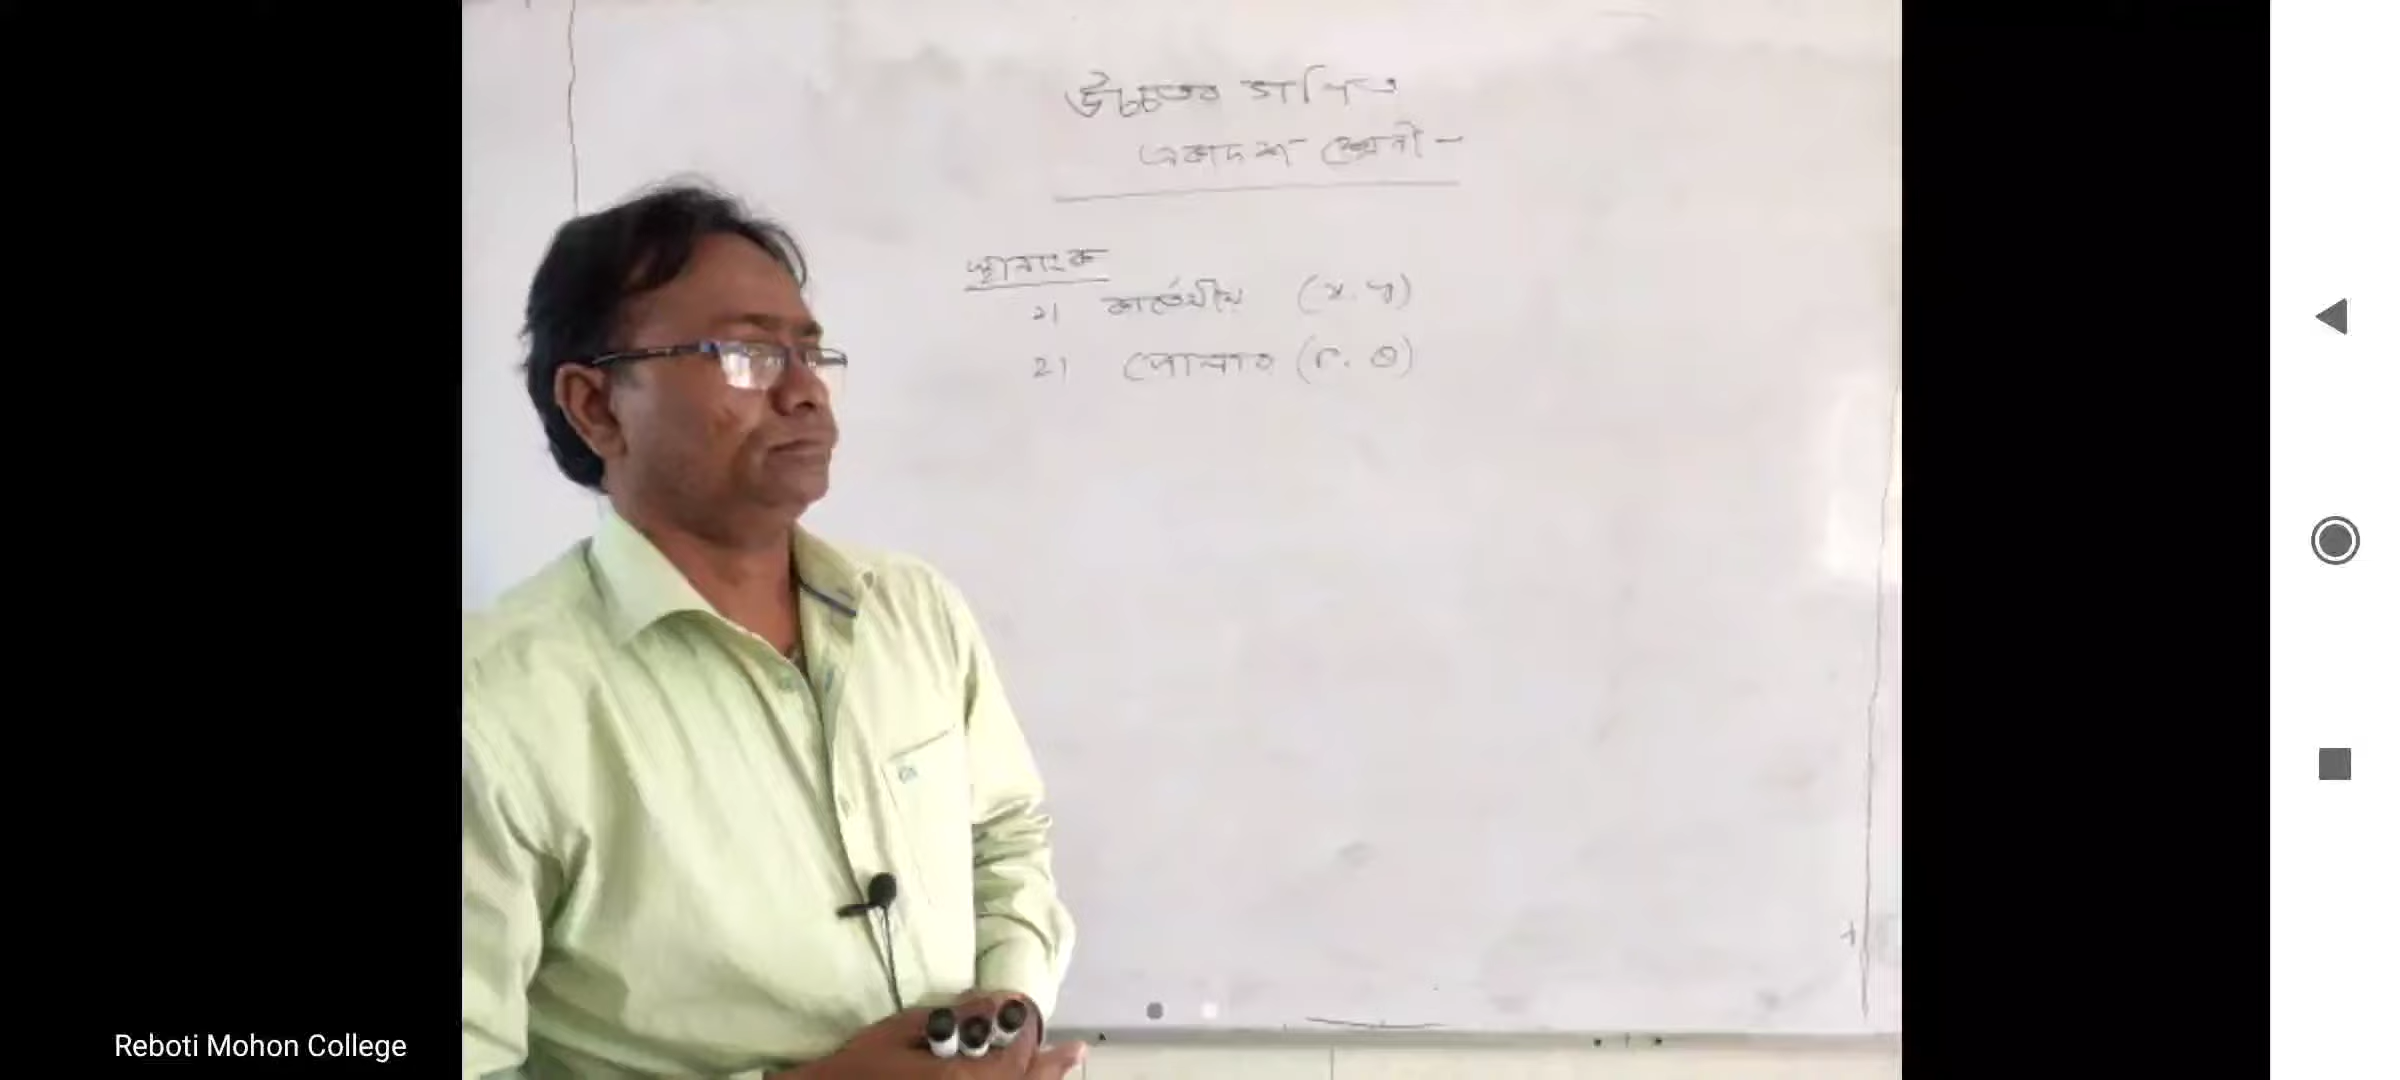 উচ্চতর গণিত
একাদশ শ্রেণী -
স্থানাংক
১। কার্তেসীয় (x, y)
২। পোলার (r, θ)
Reboti Mohon College